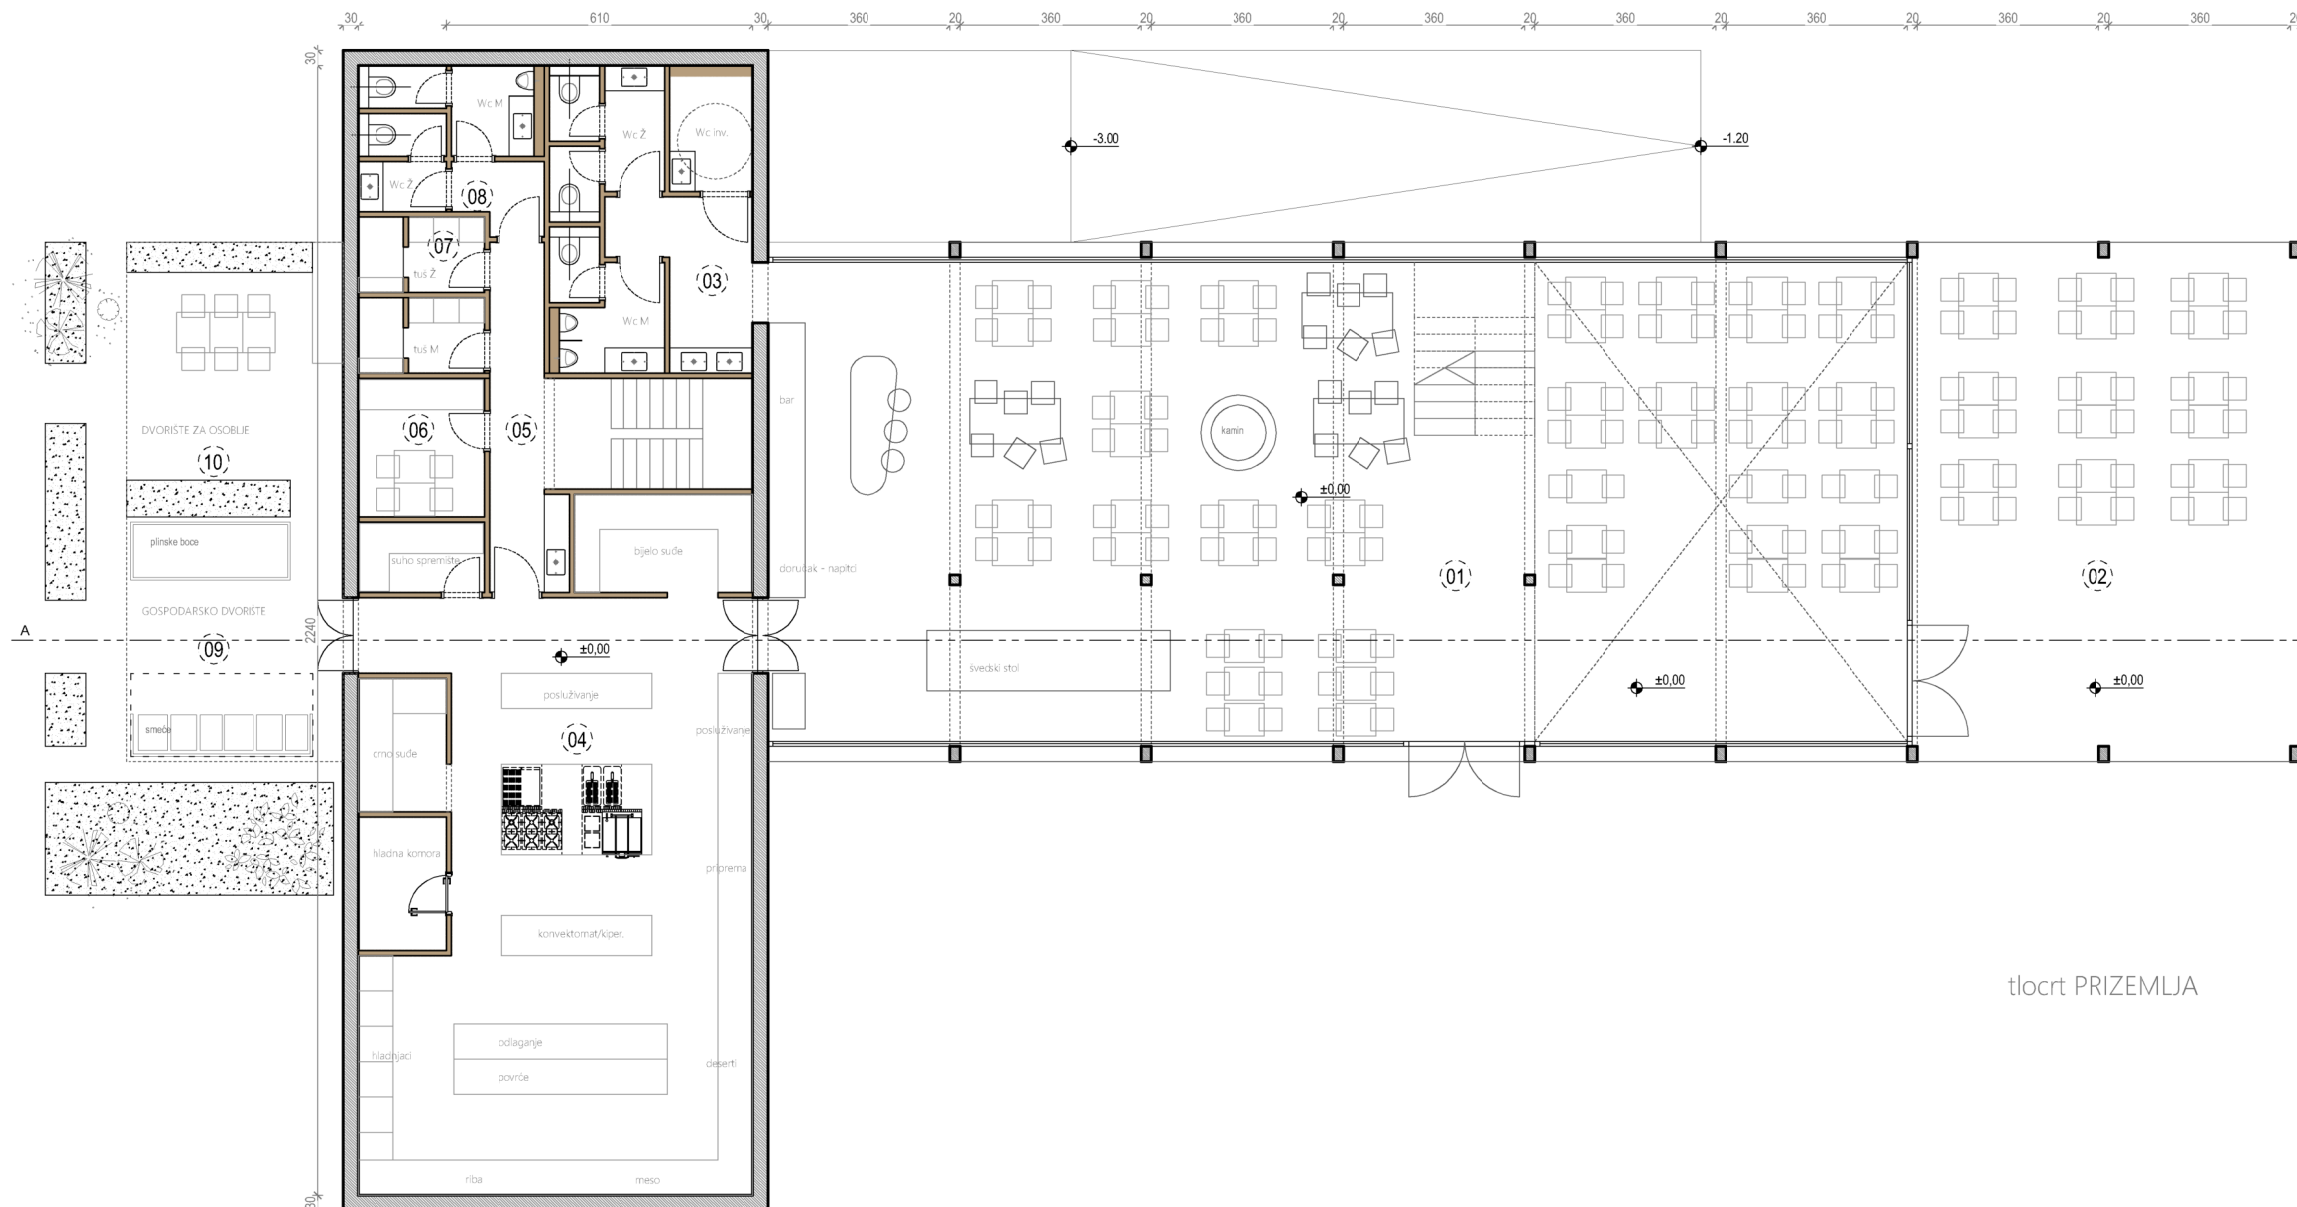 30 610 30 360 20 360 20 360 20 360 20 360 20 360 20 360 20 360
30
Wc M
Wc Ž
Wc inv.
-3.00
-1.20
Wc Ž
08
07
tuš Ž
03
Wc M
tuš M
bar
DVORIŠTE ZA OSOBLJE
06
05
kamin
10
±0,00
plinske boce
suho spremište
bijelo suđe
doručak - napitci
01
02
GOSPODARSKO DVORIŠTE
A
2240
09
±0,00
švedski stol
posluživanje
±0,00
±0,00
smeće
04
posluživanje
crno suđe
hladna komora
priprema
konvektomat/kiper.
tlocrt PRIZEMLJA
odlaganje
hladnjaci
deserti
povrće
riba
meso
30